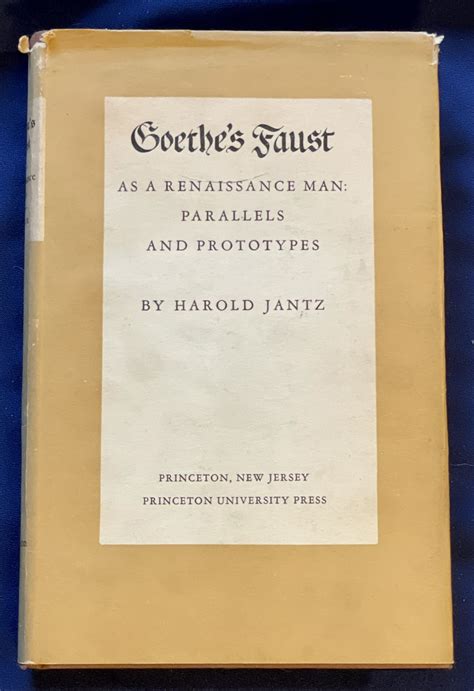 Goethe's Faust
AS A RENAISSANCE MAN:
PARALLELS
AND PROTOTYPES
BY HAROLD JANTZ
PRINCETON, NEW JERSEY
PRINCETON UNIVERSITY PRESS